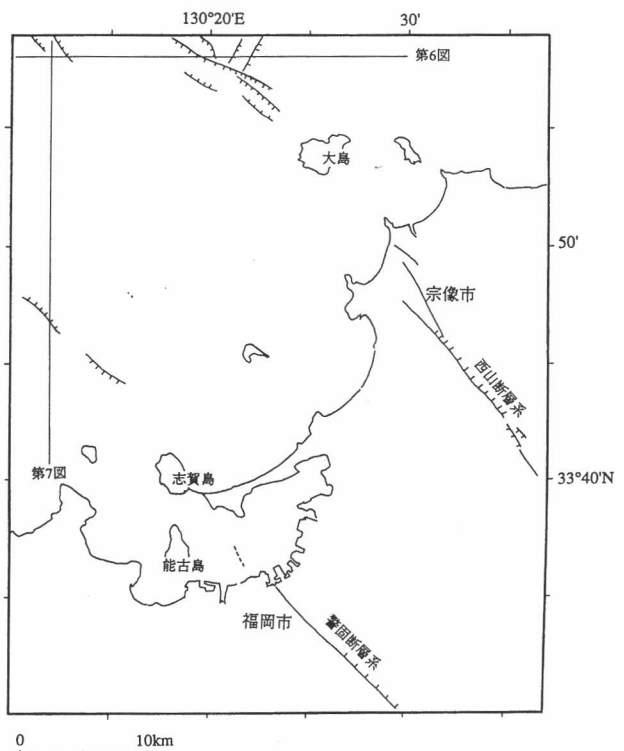 130°20'E
30'
第6図
大島
50'
宗像市
西山断層系
志賀島
第7図
33°40'N
能古島
福岡市
警固断層系
0
10km